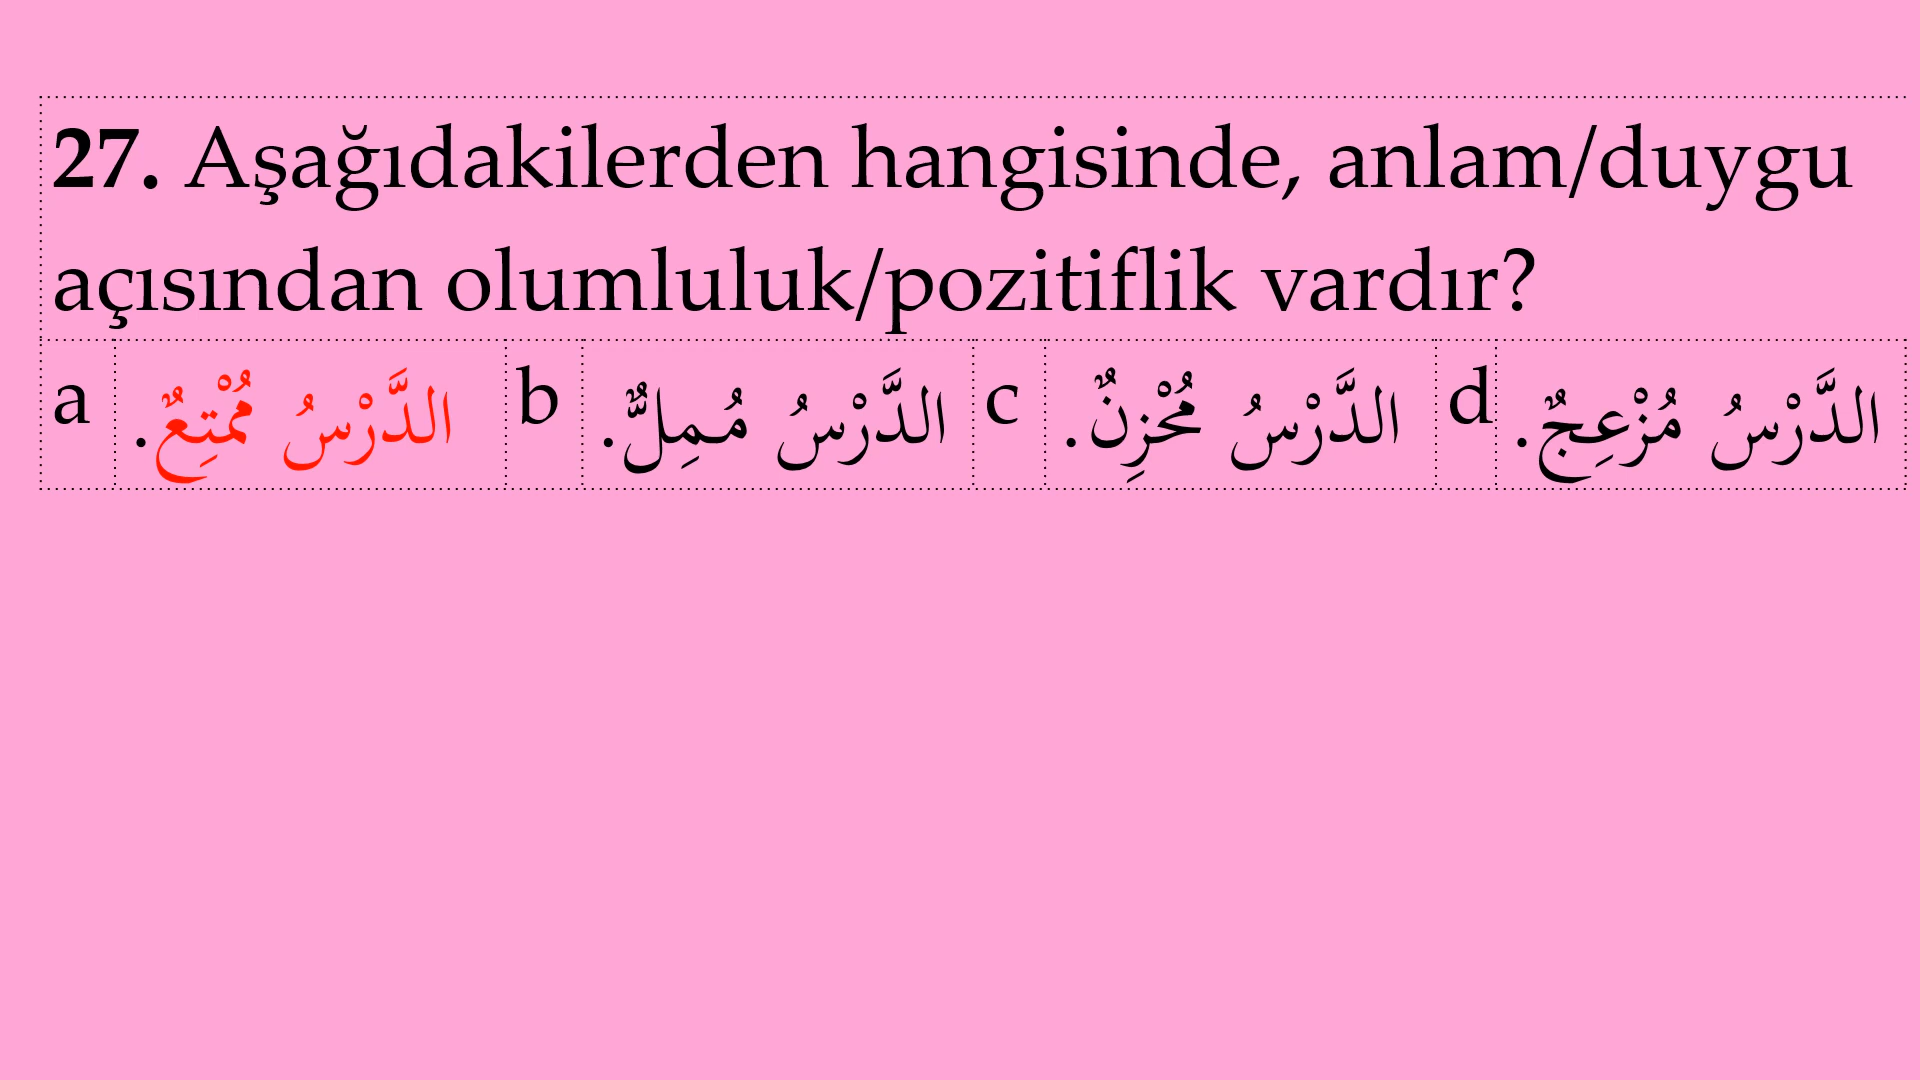 27. Aşağıdakilerden hangisinde, anlam/duygu
açısından olumluluk/pozitiflik vardır?
a الدَّرْسُ مُمْتِعٌ. b الدَّرْسُ مُمِلٌّ. c الدَّرْسُ مُحْزِنٌ. d الدَّرْسُ مُزْعِجٌ.